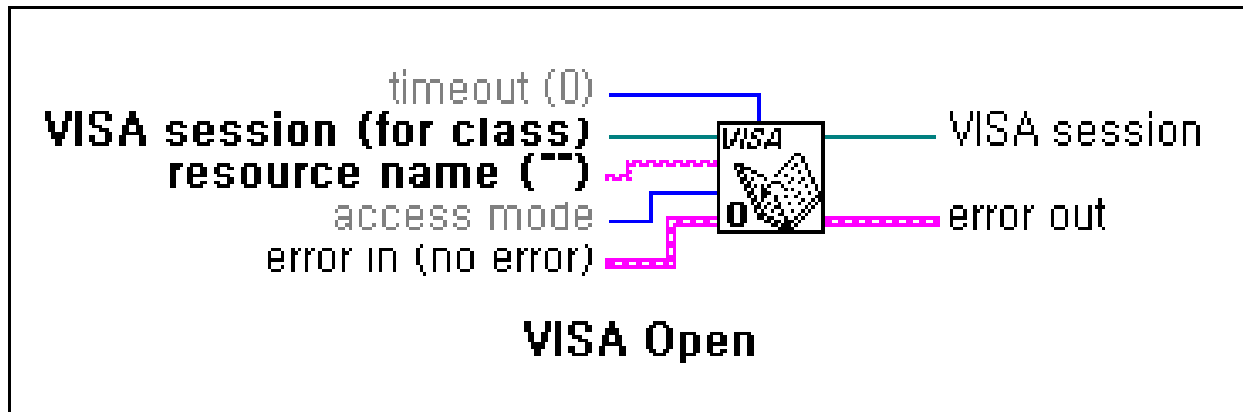 timeout (0)
VISA session (for class)
resource name ("")
access mode
error in (no error)
VISA
0
VISA session
error out
VISA Open